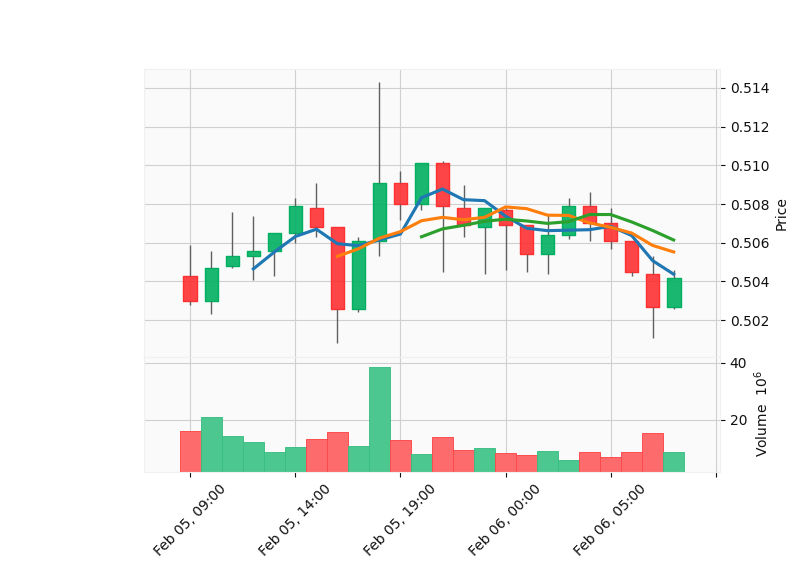 0.514
0.512
0.510
0.508
0.506
0.504
0.502
Price
40
20
Volume 10^6
Feb 05, 09:00
Feb 05, 14:00
Feb 05, 19:00
Feb 06, 00:00
Feb 06, 05:00